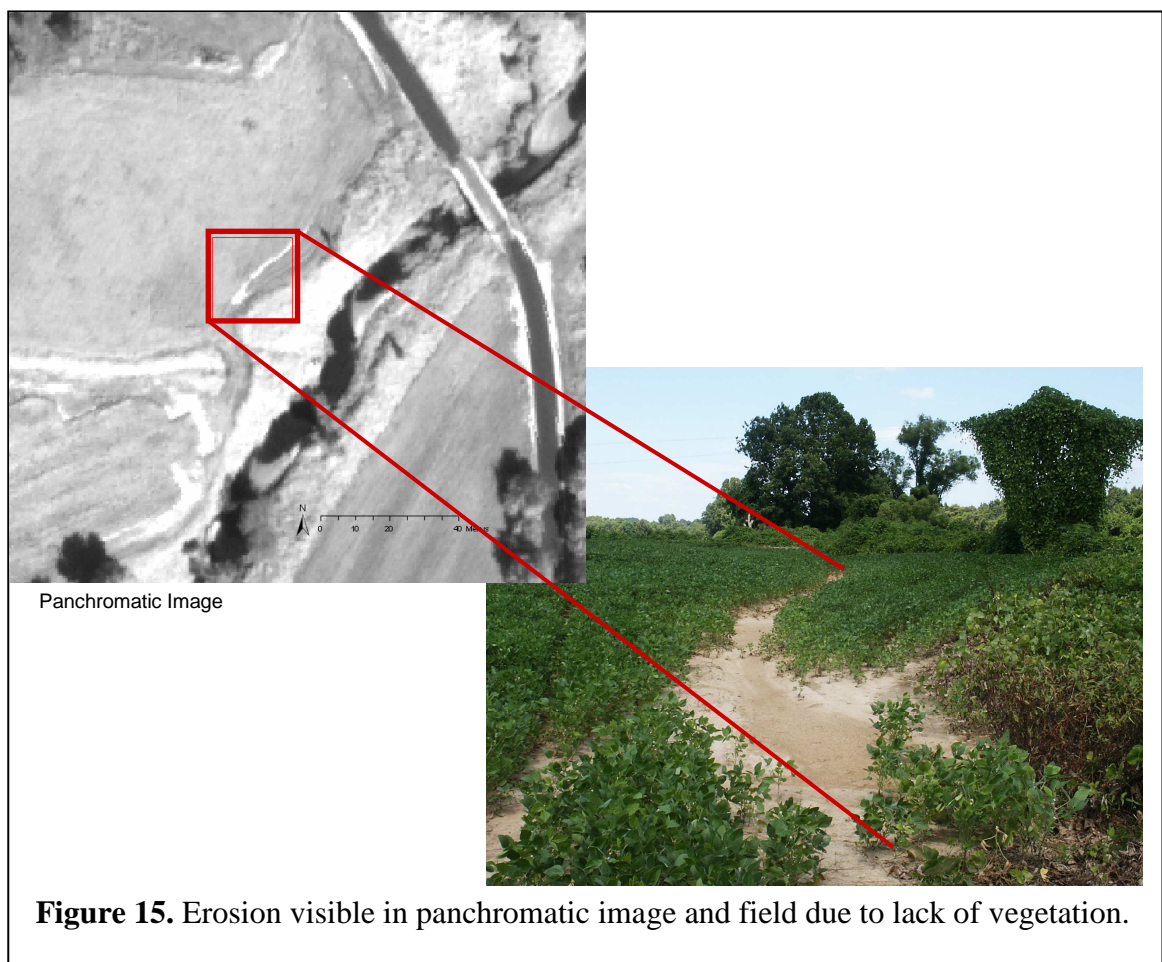 N
0 10 20 40 Meters
Panchromatic Image
Figure 15. Erosion visible in panchromatic image and field due to lack of vegetation.